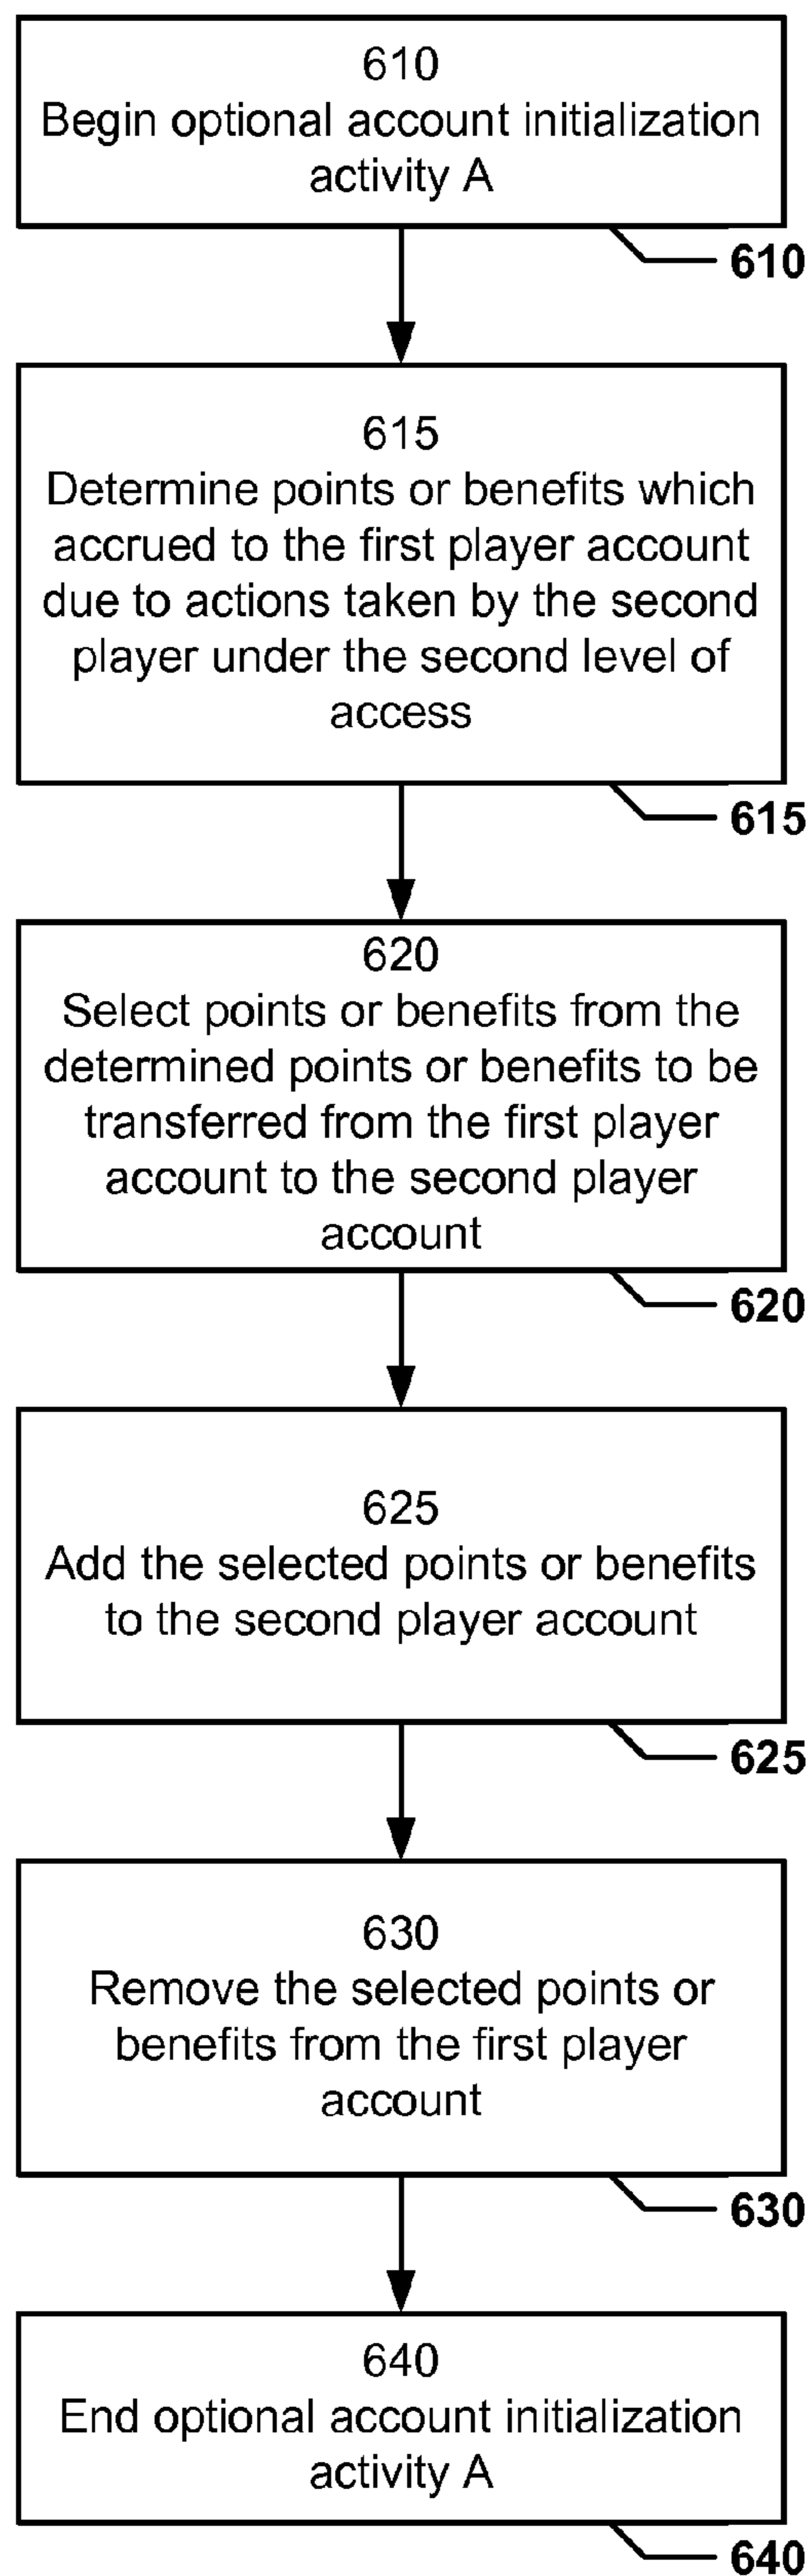 610
Begin optional account initialization
activity A
610
615
Determine points or benefits which
accrued to the first player account
due to actions taken by the second
player under the second level of
access
615
620
Select points or benefits from the
determined points or benefits to be
transferred from the first player
account to the second player
account
620
625
Add the selected points or benefits
to the second player account
625
630
Remove the selected points or
benefits from the first player
account
630
640
End optional account initialization
activity A
640